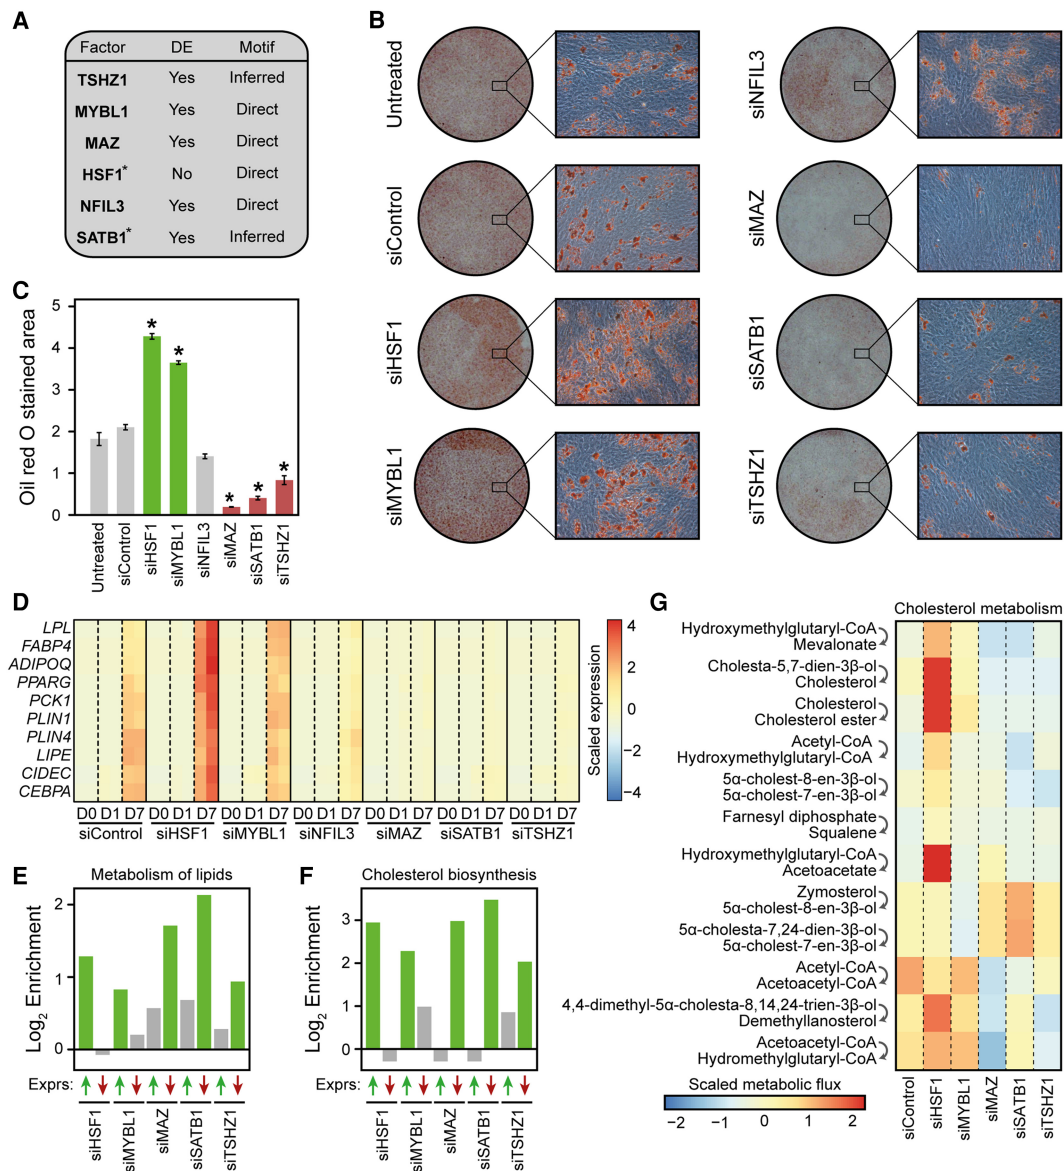 A
Factor DE Motif
TSHZ1 Yes Inferred
MYBL1 Yes Direct
MAZ Yes Direct
HSF1* No Direct
NFIL3 Yes Direct
SATB1* Yes Inferred
B
Untreated
siControl
siHSF1
siMYBL1
siNFIL3
siMAZ
siSATB1
siTSHZ1
C
Oil red O stained area
5
4
3
2
1
0
* * * * *
Untreated
siControl
siHSF1
siMYBL1
siNFIL3
siMAZ
siSATB1
siTSHZ1
D
LPL
FABP4
ADIPOQ
PPARG
PCK1
PLIN1
PLIN4
LIPE
CIDEC
CEBPA
D0 D1 D7 D0 D1 D7 D0 D1 D7 D0 D1 D7 D0 D1 D7 D0 D1 D7 D0 D1 D7
siControl siHSF1 siMYBL1 siNFIL3 siMAZ siSATB1 siTSHZ1
Scaled expression
4
2
0
−2
−4
E
Metabolism of lipids
Log2 Enrichment
2
1
0
Exprs:
siHSF1
siMYBL1
siMAZ
siSATB1
siTSHZ1
F
Cholesterol biosynthesis
Log2 Enrichment
3
2
1
0
Exprs:
siHSF1
siMYBL1
siMAZ
siSATB1
siTSHZ1
G
Cholesterol metabolism
Hydroxymethylglutaryl-CoA
Mevalonate
Cholesta-5,7-dien-3β-ol
Cholesterol
Cholesterol
Cholesterol ester
Acetyl-CoA
Hydroxymethylglutaryl-CoA
5α-cholest-8-en-3β-ol
5α-cholest-7-en-3β-ol
Farnesyl diphosphate
Squalene
Hydroxymethylglutaryl-CoA
Acetoacetate
Zymosterol
5α-cholest-8-en-3β-ol
5α-cholesta-7,24-dien-3β-ol
5α-cholest-7-en-3β-ol
Acetyl-CoA
Acetoacetyl-CoA
4,4-dimethyl-5α-cholesta-8,14,24-trien-3β-ol
Demethyllanosterol
Acetoacetyl-CoA
Hydromethylglutaryl-CoA
Scaled metabolic flux
−2 −1 0 1 2
siControl
siHSF1
siMYBL1
siMAZ
siSATB1
siTSHZ1